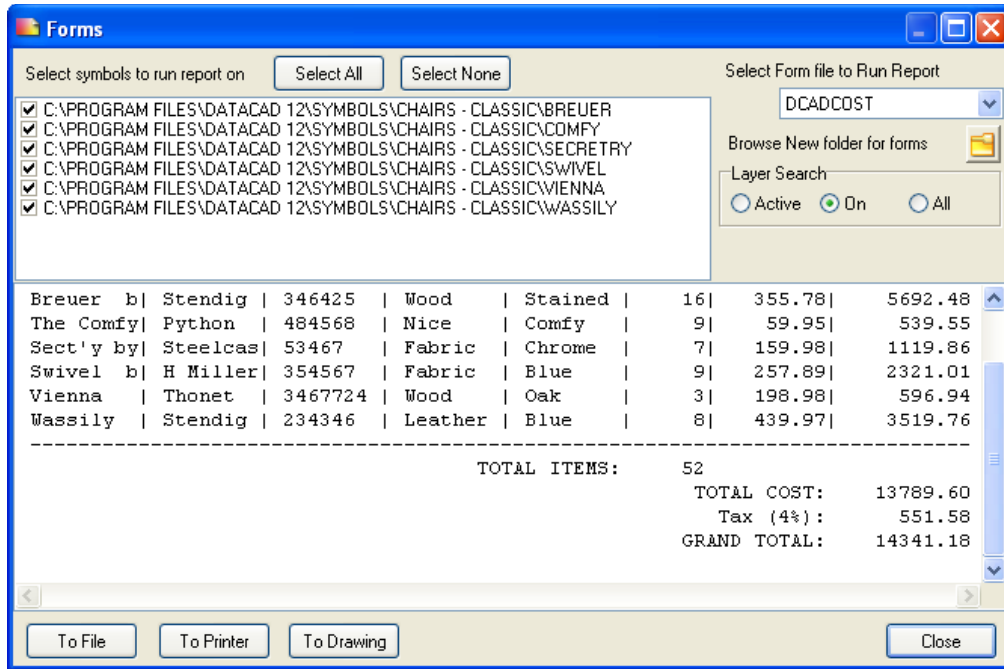 Forms
Select symbols to run report on
Select All
Select None
Select Form file to Run Report
DCADCOST
Browse New folder for forms
Layer Search
Active
On
All
C:\PROGRAM FILES\DATACAD 12\SYMBOLS\CHAIRS - CLASSIC\BREUER
C:\PROGRAM FILES\DATACAD 12\SYMBOLS\CHAIRS - CLASSIC\COMFY
C:\PROGRAM FILES\DATACAD 12\SYMBOLS\CHAIRS - CLASSIC\SECRETRY
C:\PROGRAM FILES\DATACAD 12\SYMBOLS\CHAIRS - CLASSIC\SWIVEL
C:\PROGRAM FILES\DATACAD 12\SYMBOLS\CHAIRS - CLASSIC\VIENNA
C:\PROGRAM FILES\DATACAD 12\SYMBOLS\CHAIRS - CLASSIC\WASSILY
Breuer b| Stendig | 346425 | Wood | Stained | 16| 355.78| 5692.48
The Comfy| Python | 484568 | Nice | Comfy | 9| 59.95| 539.55
Sect'y by| Steelcas| 53467 | Fabric | Chrome | 7| 159.98| 1119.86
Swivel b| H Miller| 354567 | Fabric | Blue | 9| 257.89| 2321.01
Vienna | Thonet | 3467724 | Wood | Oak | 3| 198.98| 596.94
Wassily | Stendig | 234346 | Leather | Blue | 8| 439.97| 3519.76
TOTAL ITEMS: 52
TOTAL COST: 13789.60
Tax (4%): 551.58
GRAND TOTAL: 14341.18
To File
To Printer
To Drawing
Close